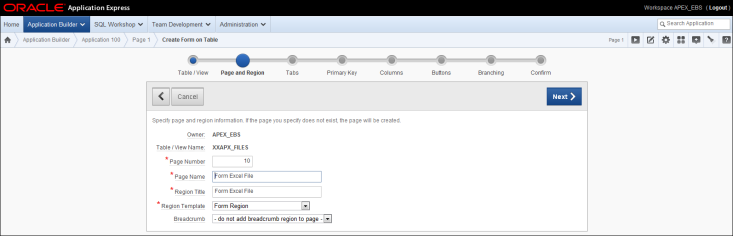 ORACLE Application Express
Workspace APEX_EBS ( Logout )
Home Application Builder SQL Workshop Team Development Administration
Search Application
Application Builder Application 100 Page 1 Create Form on Table
Page 1
Table / View Page and Region Tabs Primary Key Columns Buttons Branching Confirm
Cancel Next
Specify page and region information. If the page you specify does not exist, the page will be created.
Owner: APEX_EBS
Table / View Name: XXAPX_FILES
* Page Number 10
* Page Name Form Excel File
* Region Title Form Excel File
* Region Template Form Region
Breadcrumb - do not add breadcrumb region to page -